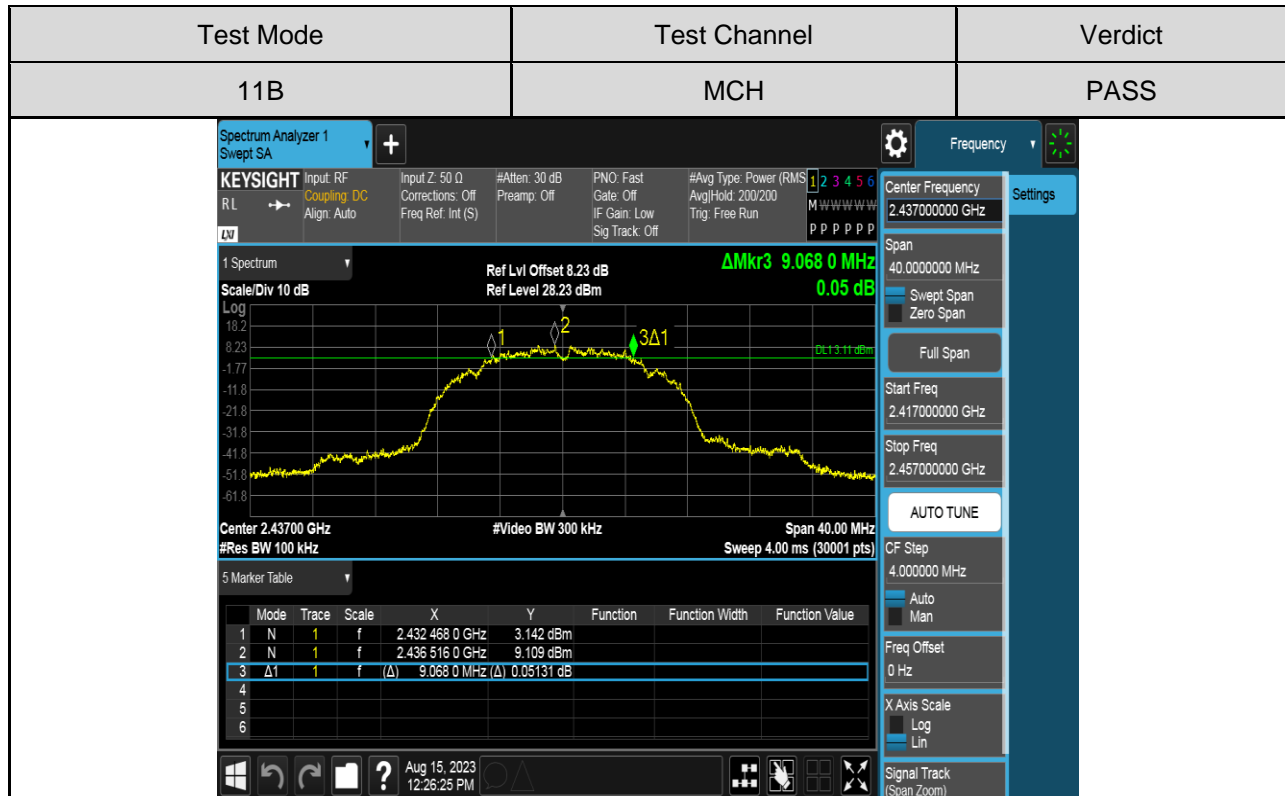 Test Mode Test Channel Verdict
11B MCH PASS
Spectrum Analyzer 1
Swept SA
+
Frequency
KEYSIGHT
RL
LXI
Input: RF
Coupling: DC
Align: Auto
Input Z: 50 Ω
Corrections: Off
Freq Ref: Int (S)
#Atten: 30 dB
Preamp: Off
PNO: Fast
Gate: Off
IF Gain: Low
Sig Track: Off
#Avg Type: Power (RMS
Avg|Hold: 200/200
Trig: Free Run
1 2 3 4 5 6
M W W W W W
P P P P P P
Settings
1 Spectrum
Scale/Div 10 dB
Ref Lvl Offset 8.23 dB
Ref Level 28.23 dBm
ΔMkr3 9.068 0 MHz
0.05 dB
Log
18.2
8.23
-1.77
-11.8
-21.8
-31.8
-41.8
-51.8
-61.8
1
2
3Δ1
DL1 3.11 dBm
Center 2.43700 GHz #Video BW 300 kHz Span 40.00 MHz
#Res BW 100 kHz Sweep 4.00 ms (30001 pts)
5 Marker Table
Mode Trace Scale X Y Function Function Width Function Value
1 N 1 f 2.432 468 0 GHz 3.142 dBm
2 N 1 f 2.436 516 0 GHz 9.109 dBm
3 Δ1 1 f (Δ) 9.068 0 MHz (Δ) 0.05131 dB
4
5
6
?
Aug 15, 2023
12:26:25 PM
Center Frequency
2.437000000 GHz
Span
40.0000000 MHz
Swept Span
Zero Span
Full Span
Start Freq
2.417000000 GHz
Stop Freq
2.457000000 GHz
AUTO TUNE
CF Step
4.000000 MHz
Auto
Man
Freq Offset
0 Hz
X Axis Scale
Log
Lin
Signal Track
(Span Zoom)